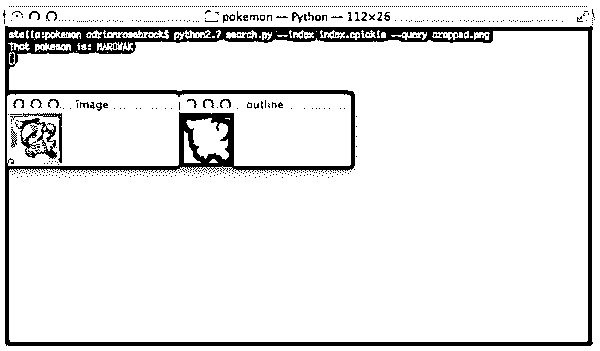 pokemon — Python — 112×26
stella:pokemon adrianrosebrock$ python2.7 search.py --index index.cpickle --query cropped.png
That pokemon is: MAROWAK
image
outline